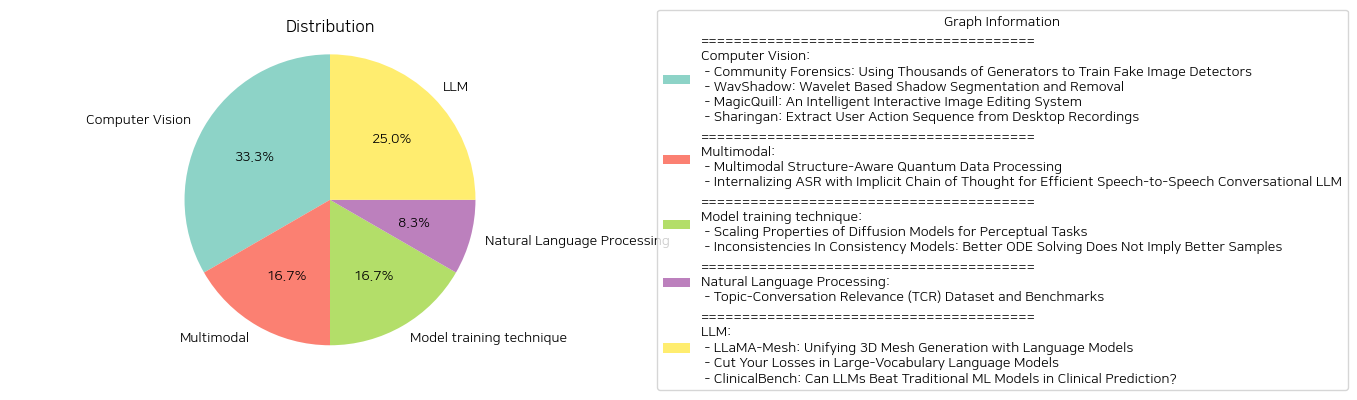 Distribution
LLM
Computer Vision
25.0%
33.3%
8.3%
Natural Language Processing
16.7%
16.7%
Multimodal
Model training technique
Graph Information
========================================
Computer Vision:
- Community Forensics: Using Thousands of Generators to Train Fake Image Detectors
- WavShadow: Wavelet Based Shadow Segmentation and Removal
- MagicQuill: An Intelligent Interactive Image Editing System
- Sharingan: Extract User Action Sequence from Desktop Recordings
========================================
Multimodal:
- Multimodal Structure-Aware Quantum Data Processing
- Internalizing ASR with Implicit Chain of Thought for Efficient Speech-to-Speech Conversational LLM
========================================
Model training technique:
- Scaling Properties of Diffusion Models for Perceptual Tasks
- Inconsistencies In Consistency Models: Better ODE Solving Does Not Imply Better Samples
========================================
Natural Language Processing:
- Topic-Conversation Relevance (TCR) Dataset and Benchmarks
========================================
LLM:
- LLaMA-Mesh: Unifying 3D Mesh Generation with Language Models
- Cut Your Losses in Large-Vocabulary Language Models
- ClinicalBench: Can LLMs Beat Traditional ML Models in Clinical Prediction?